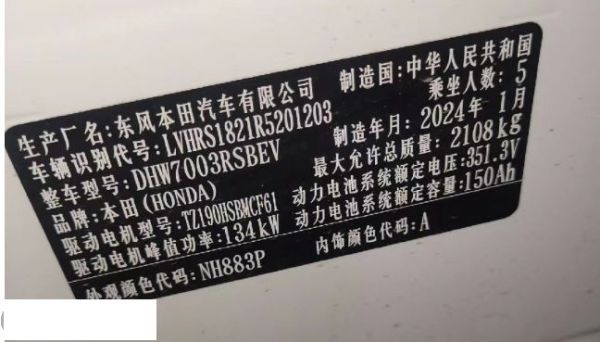 生产厂名:东风本田汽车有限公司 制造国:中华人民共和国
车辆识别代号:LVHRS1821R5201203 乘坐人数:5
整车型号:DHW7003RSBEV 制造年月:2024年1月
品牌:本田(HONDA) 最大允许总质量:2108kg
驱动电机型号:TZ190HSBMCF61 动力电池系统额定电压:351.3V
驱动电机峰值功率:134kW 动力电池系统额定容量:150Ah
外观颜色代码:NH883P 内饰颜色代码:A